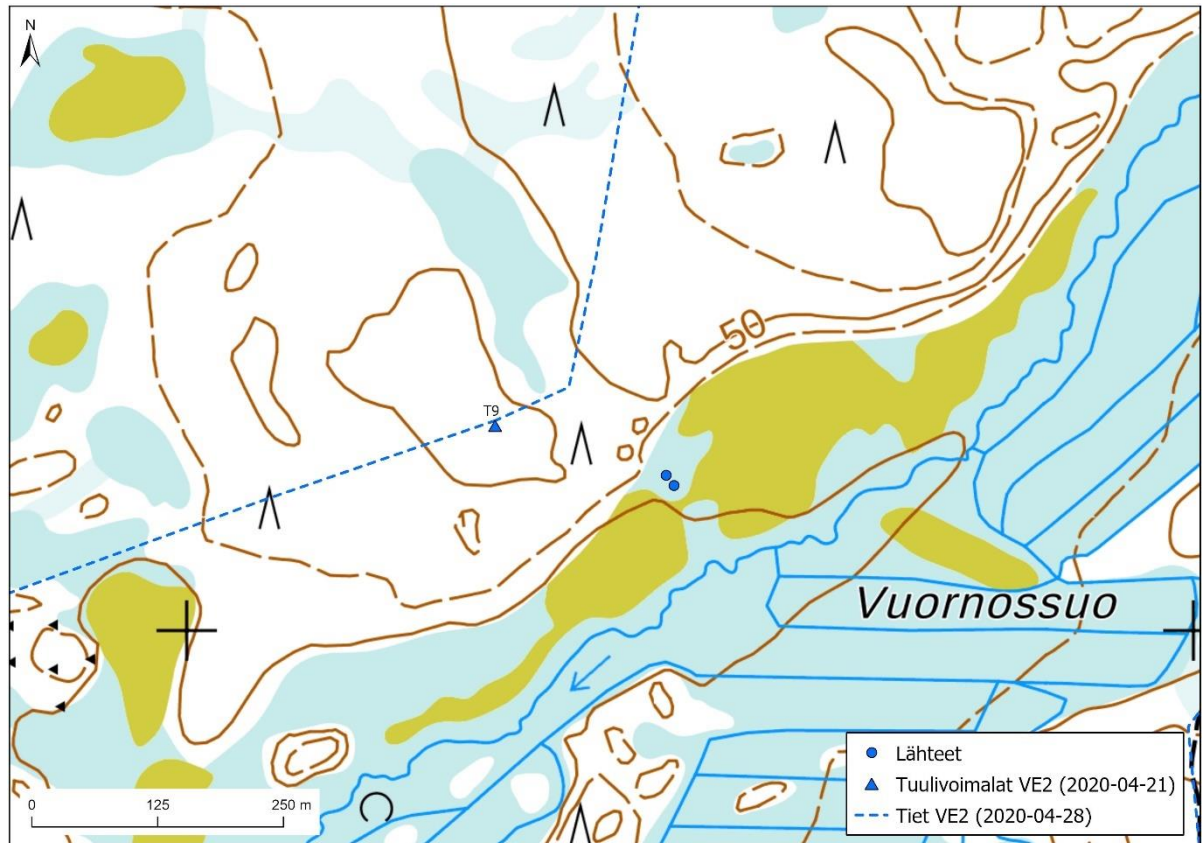 N
50
T9
Vuornossuo
Lähteet
Tuulivoimalat VE2 (2020-04-21)
Tiet VE2 (2020-04-28)
0 125 250 m